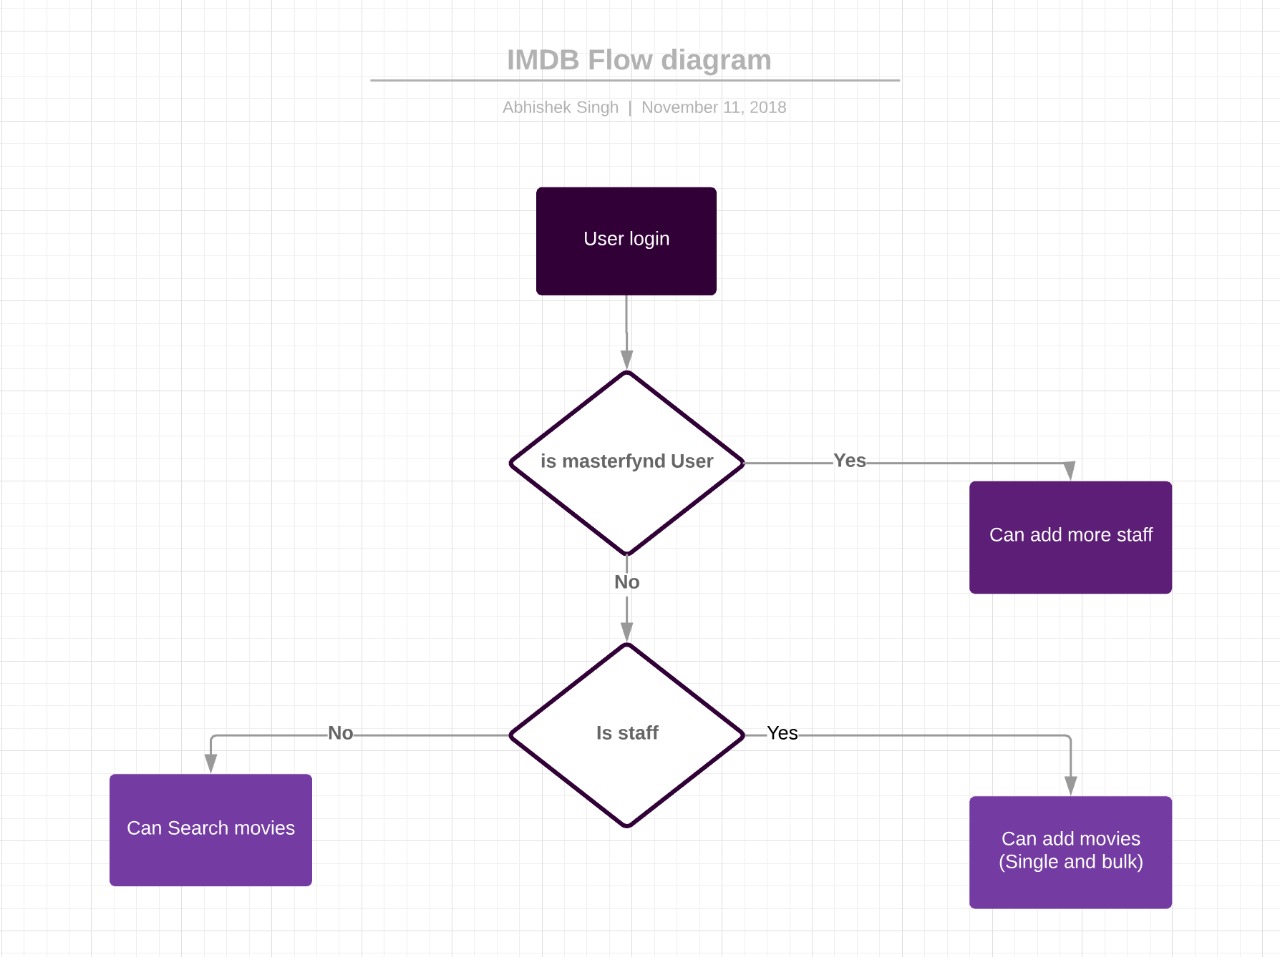 IMDB Flow diagram
Abhishek Singh | November 11, 2018
User login
is masterfynd User
Yes
Can add more staff
No
Is staff
No
Yes
Can Search movies
Can add movies
(Single and bulk)